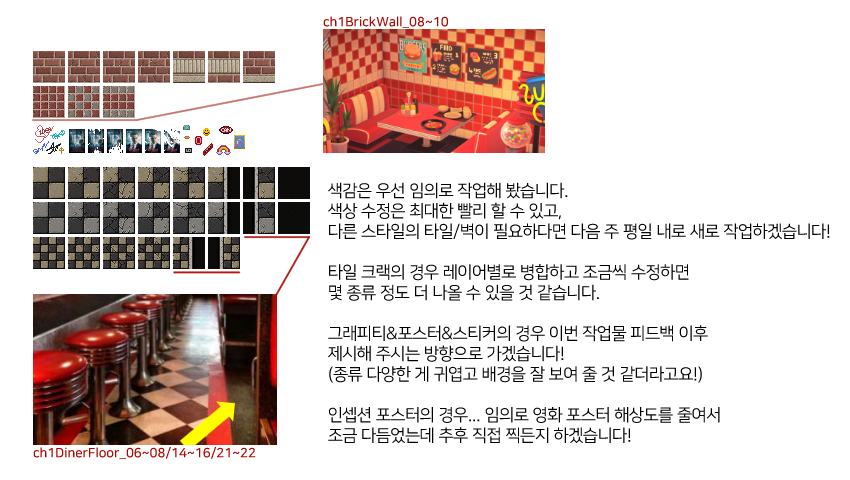 ch1BrickWall_08~10
색감은 우선 임의로 작업해 봤습니다.
색상 수정은 최대한 빨리 할 수 있고,
다른 스타일의 타일/벽이 필요하다면 다음 주 평일 내로 새로 작업하겠습니다!
타일 크랙의 경우 레이어별로 병합하고 조금씩 수정하면
몇 종류 정도 더 나올 수 있을 것 같습니다.
그래피티&포스터&스티커의 경우 이번 작업물 피드백 이후
제시해 주시는 방향으로 가겠습니다!
(종류 다양한 게 귀엽고 배경을 잘 보여 줄 것 같더라고요!)
인셉션 포스터의 경우... 임의로 영화 포스터 해상도를 줄여서
조금 다듬었는데 추후 직접 찍든지 하겠습니다!
ch1DinerFloor_06~08/14~16/21~22